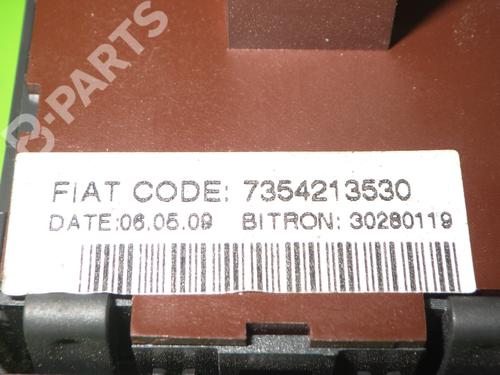 B-PARTS
FIAT CODE: 7354213530
DATE:06.05.09 BITRON: 30280119